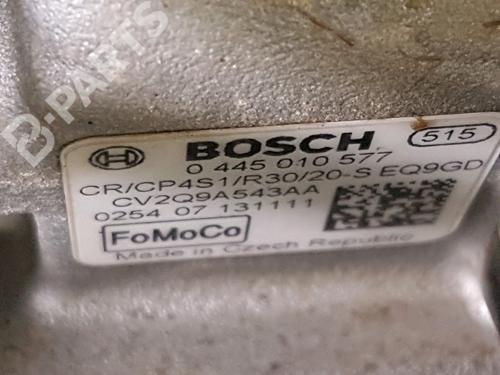 B-PARTS
BOSCH 515
0 445 010 577
CR/CP4S1/R30/20-S EQ9GD
CV2Q9A543AA
0254 07 131111
FoMoCo
Made in Czech Republic